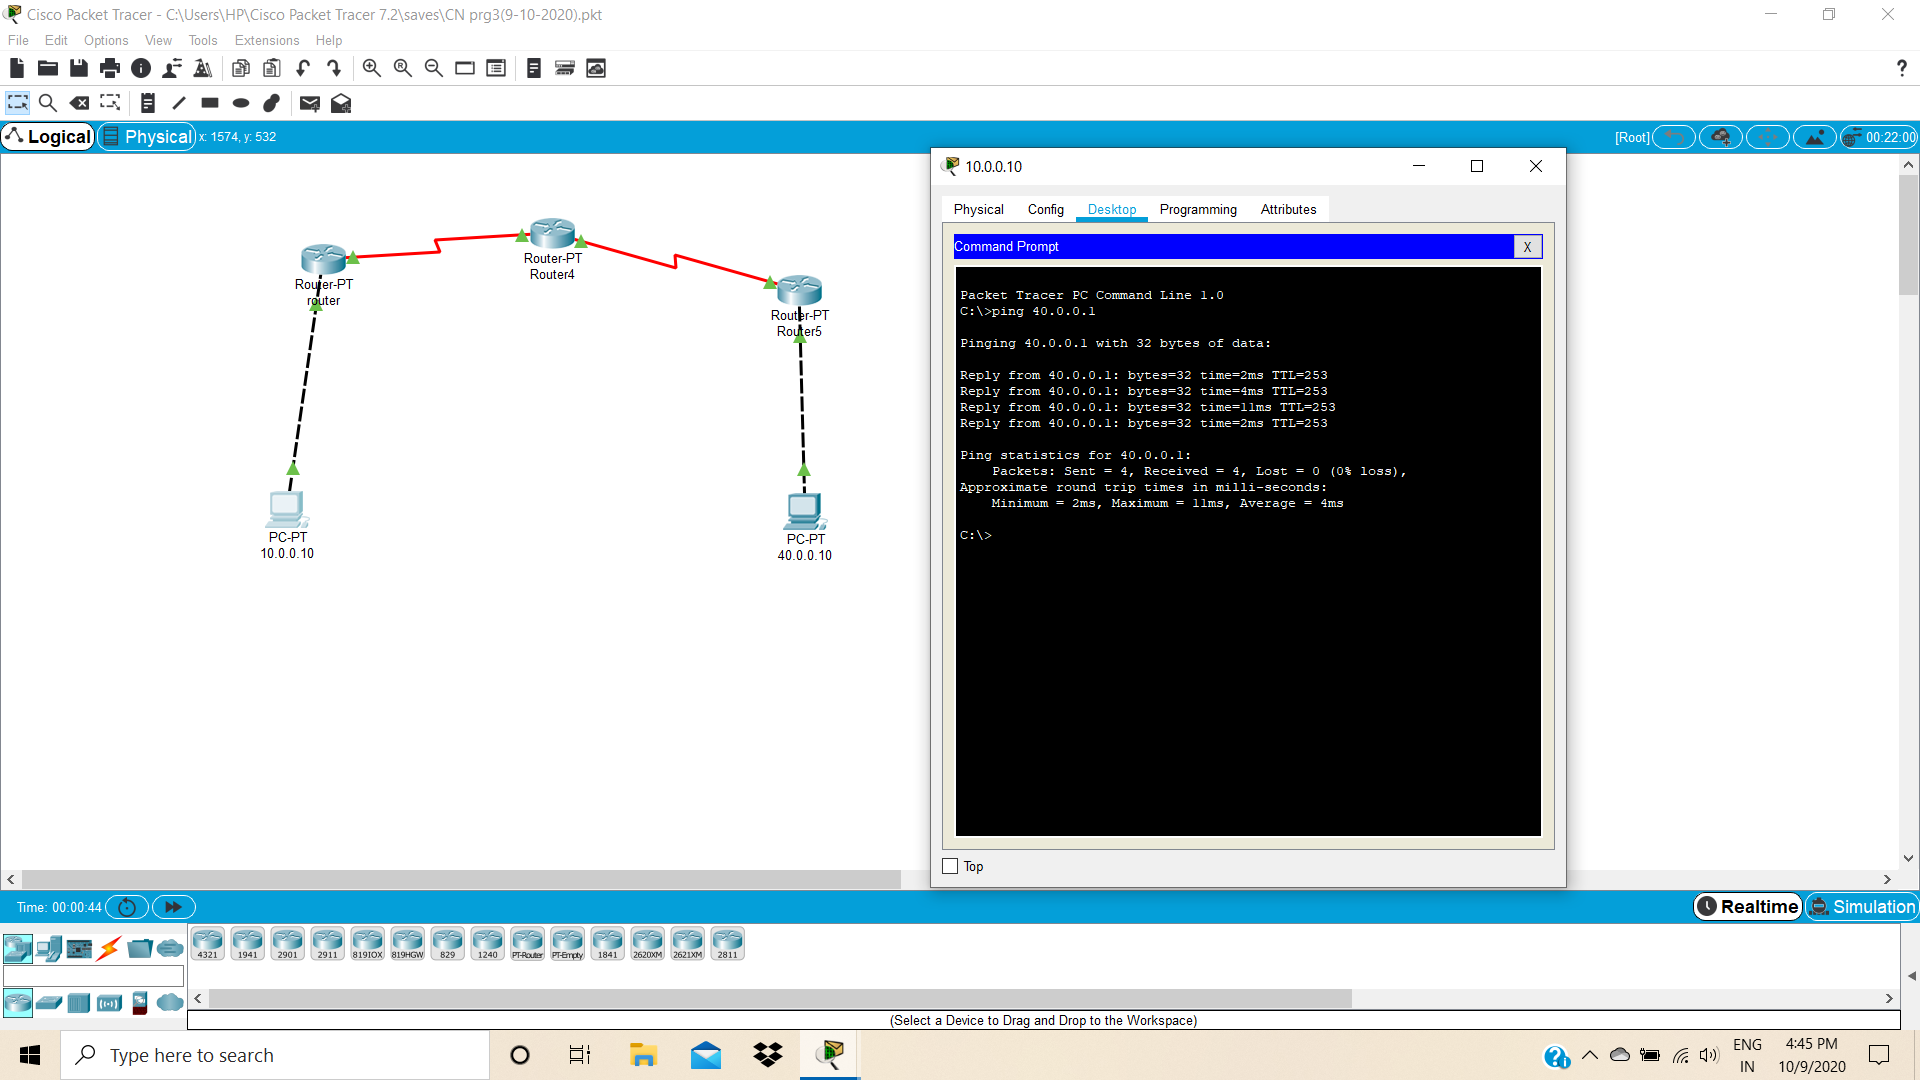 Cisco Packet Tracer - C:\Users\HP\Cisco Packet Tracer 7.2\saves\CN prg3(9-10-2020).pkt
File Edit Options View Tools Extensions Help
Logical Physical x: 1574, y: 532 [Root] 00:22:00
Router-PT
Router4
Router-PT
router
Router-PT
Router5
PC-PT
10.0.0.10
PC-PT
40.0.0.10
10.0.0.10
Physical Config Desktop Programming Attributes
Command Prompt X
Packet Tracer PC Command Line 1.0
C:\>ping 40.0.0.1
Pinging 40.0.0.1 with 32 bytes of data:
Reply from 40.0.0.1: bytes=32 time=2ms TTL=253
Reply from 40.0.0.1: bytes=32 time=4ms TTL=253
Reply from 40.0.0.1: bytes=32 time=11ms TTL=253
Reply from 40.0.0.1: bytes=32 time=2ms TTL=253
Ping statistics for 40.0.0.1:
Packets: Sent = 4, Received = 4, Lost = 0 (0% loss),
Approximate round trip times in milli-seconds:
Minimum = 2ms, Maximum = 11ms, Average = 4ms
C:\>
Top
Time: 00:00:44 Realtime Simulation
4321 1941 2901 2911 819IOX 819HGW 829 1240 PT-Router PT-Empty 1841 2620XM 2621XM 2811
(Select a Device to Drag and Drop to the Workspace)
Type here to search
ENG
IN
4:45 PM
10/9/2020